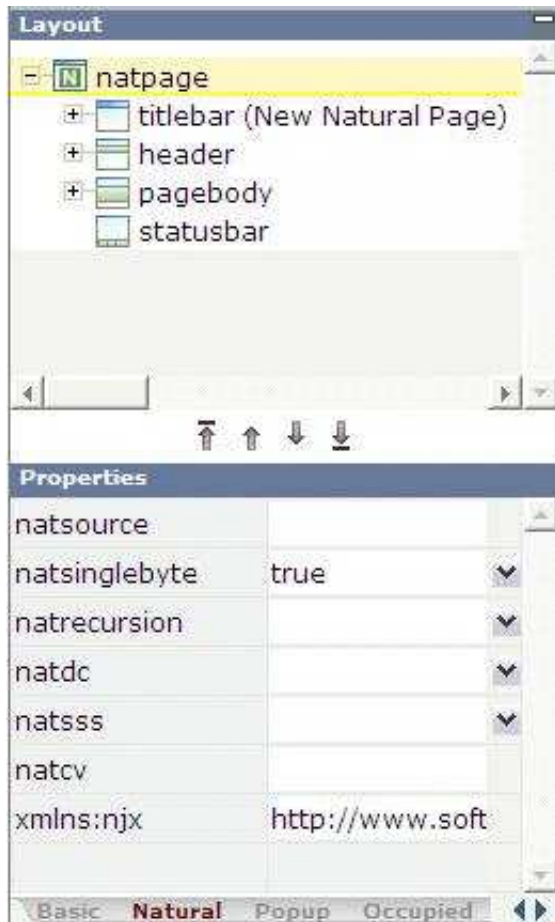 Layout
natpage
titlebar (New Natural Page)
header
pagebody
statusbar
Properties
natsource
natsinglebyte true
natrecursion
natdc
natsss
natcv
xmlns:njx http://www.soft
Basic Natural Popup Occupied